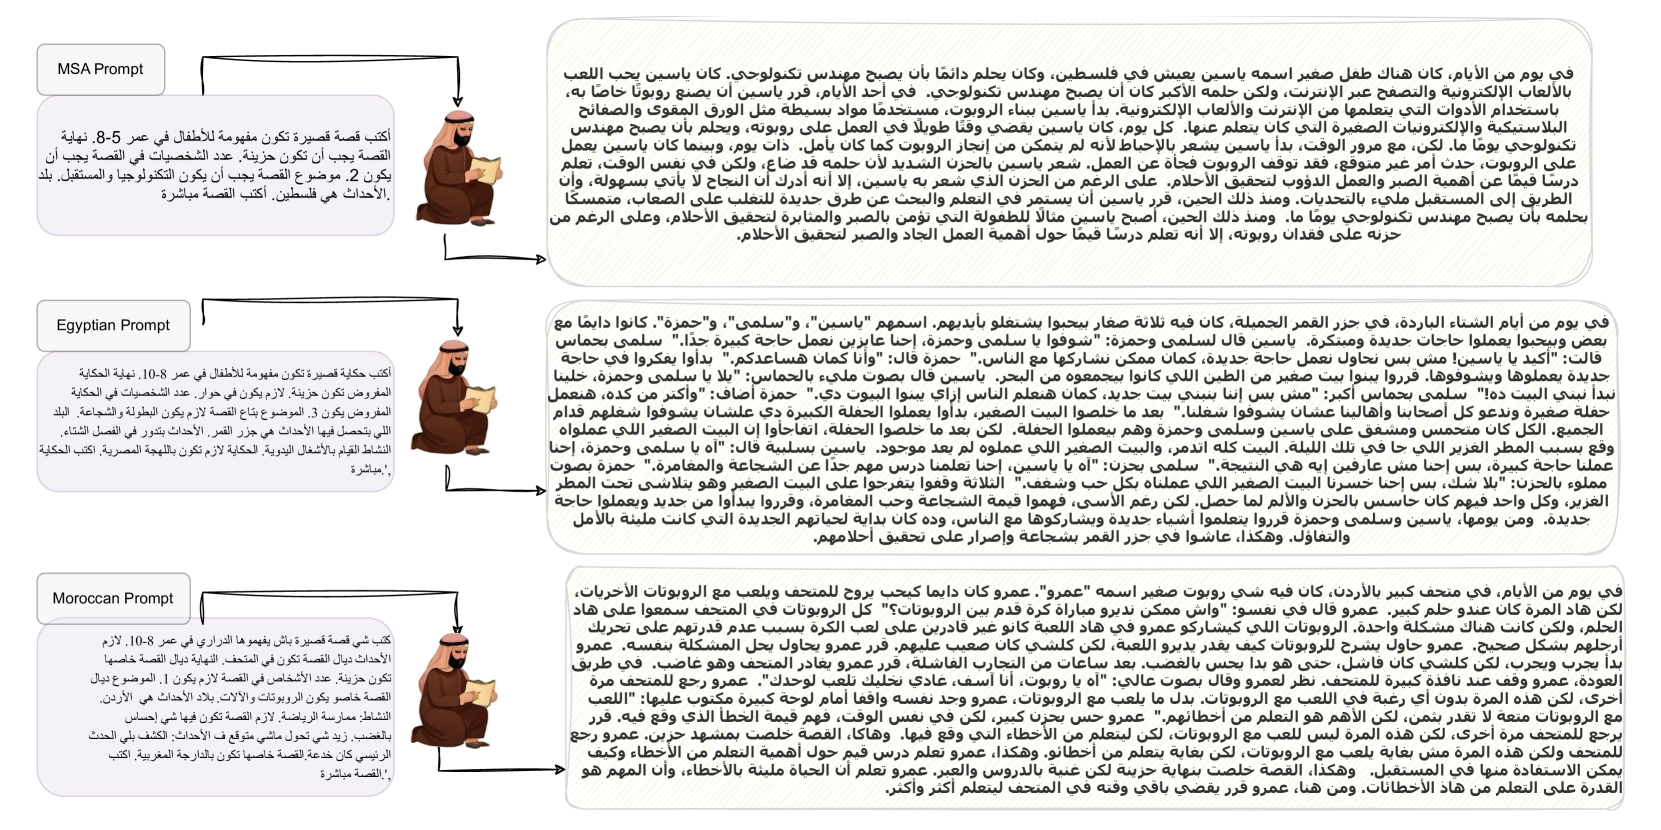 MSA Prompt
أكتب قصة قصيرة تكون مفهومة للأطفال في عمر 5-8. نهاية
القصة يجب أن تكون حزينة. عدد الشخصيات في القصة يجب أن
يكون 2. موضوع القصة يجب أن يكون التكنولوجيا والمستقبل. بلد
الأحداث هي فلسطين. أكتب القصة مباشرة.
في يوم من الأيام، كان هناك طفل صغير اسمه ياسين يعيش في فلسطين، وكان يحلم دائمًا بأن يصبح مهندس تكنولوجي. كان ياسين يحب اللعب
بالألعاب الإلكترونية والتصفح عبر الإنترنت، ولكن حلمه الأكبر كان أن يصبح مهندس تكنولوجي. في أحد الأيام، قرر ياسين أن يصنع روبوتًا خاصًا به،
باستخدام الأدوات التي يتعلمها من الإنترنت والألعاب الإلكترونية. بدأ ياسين ببناء الروبوت، مستخدمًا مواد بسيطة مثل الورق المقوى والصفائح
البلاستيكية والإلكترونيات الصغيرة التي كان يتعلم عنها. كل يوم، كان ياسين يقضي وقتًا طويلًا في العمل على روبوته، ويحلم بأن يصبح مهندس
تكنولوجي يومًا ما. لكن، مع مرور الوقت، بدأ ياسين يشعر بالإحباط لأنه لم يتمكن من إنجاز الروبوت كما كان يأمل. ذات يوم، وبينما كان ياسين يعمل
على الروبوت، حدث أمر غير متوقع، فقد توقف الروبوت فجأة عن العمل. شعر ياسين بالحزن الشديد لأن حلمه قد ضاع، ولكن في نفس الوقت، تعلم
درسًا قيمًا عن أهمية الصبر والعمل الدؤوب لتحقيق الأحلام. على الرغم من الحزن الذي شعر به ياسين، إلا أنه أدرك أن النجاح لا يأتي بسهولة، وأن
الطريق إلى المستقبل مليء بالتحديات. ومنذ ذلك الحين، قرر ياسين أن يستمر في التعلم والبحث عن طرق جديدة للتغلب على الصعاب، متمسكًا
بحلمه بأن يصبح مهندس تكنولوجي يومًا ما. ومنذ ذلك الحين، أصبح ياسين مثالًا للطفولة التي تؤمن بالصبر والمثابرة لتحقيق الأحلام، وعلى الرغم من
حزنه على فقدان روبوته، إلا أنه تعلم درسًا قيمًا حول أهمية العمل الجاد والصبر لتحقيق الأحلام.
Egyptian Prompt
أكتب حكاية قصيرة تكون مفهومة للأطفال في عمر 8-10. نهاية الحكاية
المفروض تكون حزينة. لازم يكون في حوار. عدد الشخصيات في الحكاية
المفروض يكون 3. الموضوع بتاع القصة لازم يكون البطولة والشجاعة. البلد
اللي بتحصل فيها الأحداث هي جزر القمر. الأحداث بتدور في الفصل الشتاء.
النشاط القيام بالأشغال اليدوية. الحكاية لازم تكون باللهجة المصرية. اكتب الحكاية
مباشرة.',
في يوم من أيام الشتاء الباردة، في جزر القمر الجميلة، كان فيه ثلاثة صغار بيحبوا يشتغلو بأيديهم. اسمهم "ياسين"، و"سلمى"، و"حمزة". كانوا دايمًا مع
بعض وبيحبوا يعملوا حاجات جديدة ومبتكرة. ياسين قال لسلمى وحمزة: "شوفوا يا سلمى وحمزة، إحنا عايزين نعمل حاجة كبيرة جدًا." سلمى بحماس
قالت: "أكيد يا ياسين! مش بس نحاول نعمل حاجة جديدة، كمان ممكن نشاركها مع الناس." حمزة قال: "وأنا كمان هساعدكم." بدأوا يفكروا في حاجة
جديدة يعملوها ويشوفوها. قرروا يبنوا بيت صغير من الطين اللي كانوا بيجمعوه من البحر. ياسين قال بصوت مليء بالحماس: "يلا يا سلمى وحمزة، خلينا
نبدأ نبني البيت ده!" سلمى بحماس أكبر: "مش بس إننا بنبني بيت جديد، كمان هنعلم الناس إزاي يبنوا البيوت دي." حمزة أضاف: "وأكتر من كده، هنعمل
حفلة صغيرة وندعو كل أصحابنا وأهالينا عشان يشوفوا شغلنا." بعد ما خلصوا البيت الصغير، بدأوا يعملوا الحفلة الكبيرة دي علشان يشوفوا شغلهم قدام
الجميع. الكل كان متحمس ومشفق على ياسين وسلمى وحمزة وهم بيعملوا الحفلة. لكن بعد ما خلصوا الحفلة، اتفاجأوا إن البيت الصغير اللي عملواه
وقع بسبب المطر الغزير اللي جا في تلك الليلة. البيت كله اتدمر، والبيت الصغير اللي عملوه لم يعد موجود. ياسين بسلبية قال: "آه يا سلمى وحمزة، إحنا
عملنا حاجة كبيرة، بس إحنا مش عارفين إيه هي النتيجة." سلمى بحزن: "آه يا ياسين، إحنا تعلمنا درس مهم جدًا عن الشجاعة والمغامرة." حمزة بصوت
مملوء بالحزن: "بلا شك، بس إحنا خسرنا البيت الصغير اللي عملناه بكل حب وشغف." الثلاثة وقفوا يتفرجوا على البيت الصغير وهو يتلاشى تحت المطر
الغزير، وكل واحد فيهم كان حاسس بالحزن والألم لما حصل. لكن رغم الأسى، فهموا قيمة الشجاعة وحب المغامرة، وقرروا يبدأوا من جديد ويعملوا حاجة
جديدة. ومن يومها، ياسين وسلمى وحمزة قرروا يتعلموا أشياء جديدة ويشاركوها مع الناس، وده كان بداية لحياتهم الجديدة التي كانت مليئة بالأمل
والتفاؤل. وهكذا، عاشوا في جزر القمر بشجاعة وإصرار على تحقيق أحلامهم.
Moroccan Prompt
كتب شي قصة قصيرة باش يفهموها الدراري في عمر 8-10. لازم
الأحداث ديال القصة تكون في المتحف. النهاية ديال القصة خاصها
تكون حزينة. عدد الأشخاص في القصة لازم يكون 1. الموضوع ديال
القصة خاصو يكون الروبوتات والآلات. بلاد الأحداث هي الأردن.
النشاط: ممارسة الرياضة. لازم القصة تكون فيها شي إحساس
بالغضب. زيد شي تحول ماشي متوقع ف الأحداث: الكشف بلي الحدث
الرئيسي كان خدعة.القصة خاصها تكون بالدارجة المغربية. اكتب
القصة مباشرة.',
في يوم من الأيام، في متحف كبير بالأردن، كان فيه شي روبوت صغير اسمه "عمرو". عمرو كان دايما كيحب يروح للمتحف ويلعب مع الروبوتات الأخريات،
لكن هاد المرة كان عندو حلم كبير. عمرو قال في نفسو: "واش ممكن نديرو مباراة كرة قدم بين الروبوتات؟" كل الروبوتات في المتحف سمعوا على هاد
الحلم، ولكن كانت هناك مشكلة واحدة. الروبوتات اللي كيشاركو عمرو في هاد اللعبة كانو غير قادرين على لعب الكرة بسبب عدم قدرتهم على تحريك
أرجلهم بشكل صحيح. عمرو حاول يشرح للروبوتات كيف يقدر يديرو اللعبة، لكن كلشي كان صعيب عليهم. قرر عمرو يحاول يحل المشكلة بنفسه. عمرو
بدأ يجرب ويجرب، لكن كلشي كان فاشل، حتى هو بدا يحس بالغضب. بعد ساعات من التجارب الفاشلة، قرر عمرو يغادر المتحف وهو غاضب. في طريق
العودة، عمرو وقف عند نافذة كبيرة للمتحف. نظر لعمرو وقال بصوت عالي: "آه يا روبوت، أنا آسف، غادي نخليك تلعب لوحدك". عمرو رجع للمتحف مرة
أخرى، لكن هذه المرة بدون أي رغبة في اللعب مع الروبوتات. بدل ما يلعب مع الروبوتات، عمرو وجد نفسه واقفا أمام لوحة كبيرة مكتوب عليها: "اللعب
مع الروبوتات متعة لا تقدر بثمن، لكن الأهم هو التعلم من أخطائهم." عمرو حس بحزن كبير، لكن في نفس الوقت، فهم قيمة الخطأ الذي وقع فيه. قرر
يرجع للمتحف مرة أخرى، لكن هذه المرة ليس للعب مع الروبوتات، لكن ليتعلم من الأخطاء التي وقع فيها. وهاكا، القصة خلصت بمشهد حزين. عمرو رجع
للمتحف ولكن هذه المرة مش بغاية يلعب مع الروبوتات، لكن بغاية يتعلم من أخطائو. وهكذا، عمرو تعلم درس قيم حول أهمية التعلم من الأخطاء وكيف
يمكن الاستفادة منها في المستقبل. وهكذا، القصة خلصت بنهاية حزينة لكن غنية بالدروس والعبر. عمرو تعلم أن الحياة مليئة بالأخطاء، وأن المهم هو
القدرة على التعلم من هاذ الأخطائات. ومن هنا، عمرو قرر يقضي باقي وقته في المتحف ليتعلم أكثر وأكثر.